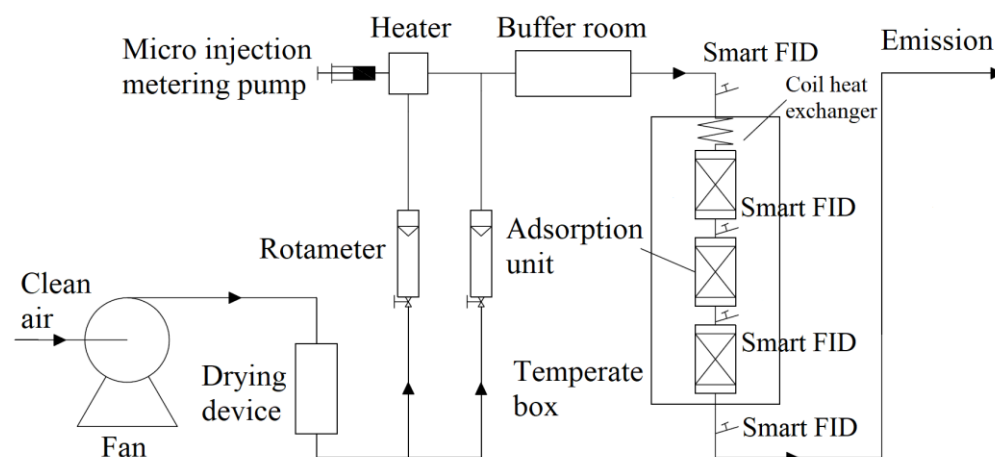 Heater
Buffer room
Emission
Micro injection
metering pump
Smart FID
Coil heat
exchanger
Smart FID
Rotameter
Adsorption
unit
Clean
air
Smart FID
Drying
device
Temperate
box
Smart FID
Fan